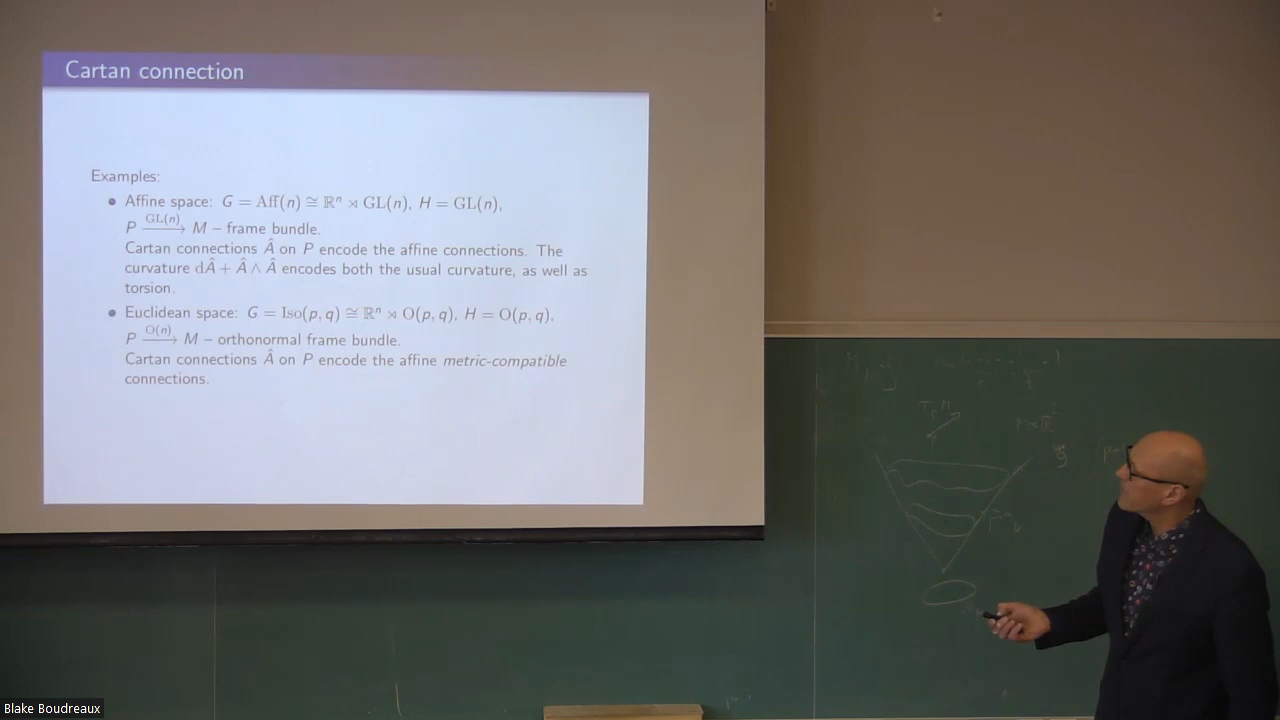 Cartan connection
Examples:
• Affine space: G = Aff(n) ≅ ℝⁿ ⋊ GL(n), H = GL(n),
P —GL(n)→ M – frame bundle.
Cartan connections Â on P encode the affine connections. The
curvature dÂ + Â ∧ Â encodes both the usual curvature, as well as
torsion.
• Euclidean space: G = Iso(p, q) ≅ ℝⁿ ⋊ O(p, q), H = O(p, q),
P —O(n)→ M – orthonormal frame bundle.
Cartan connections Â on P encode the affine metric-compatible
connections.
Blake Boudreaux